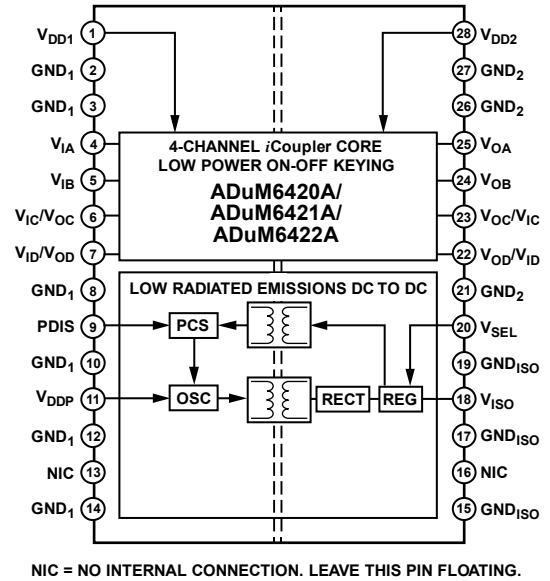 VDD1 1
28 VDD2
GND1 2
27 GND2
GND1 3
26 GND2
VIA 4
4-CHANNEL iCoupler CORE
25 VOA
LOW POWER ON-OFF KEYING
VIB 5
ADuM6420A/
24 VOB
VIC/VOC 6
ADuM6421A/
23 VOC/VIC
ADuM6422A
VID/VOD 7
22 VOD/VID
GND1 8
LOW RADIATED EMISSIONS DC TO DC
21 GND2
PDIS 9
PCS
20 VSEL
GND1 10
19 GNDISO
VDDP 11
OSC
RECT
REG
18 VISO
GND1 12
17 GNDISO
NIC 13
16 NIC
GND1 14
15 GNDISO
NIC = NO INTERNAL CONNECTION. LEAVE THIS PIN FLOATING.